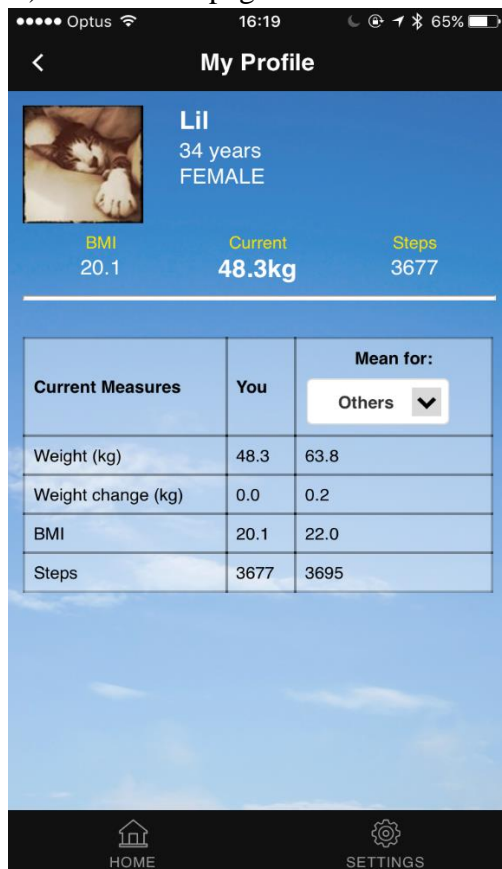 ●●●●● Optus 16:19 65%
My Profile
Lil
34 years
FEMALE
BMI Current Steps
20.1 48.3kg 3677
Current Measures You Mean for:
Others
Weight (kg) 48.3 63.8
Weight change (kg) 0.0 0.2
BMI 20.1 22.0
Steps 3677 3695
HOME SETTINGS